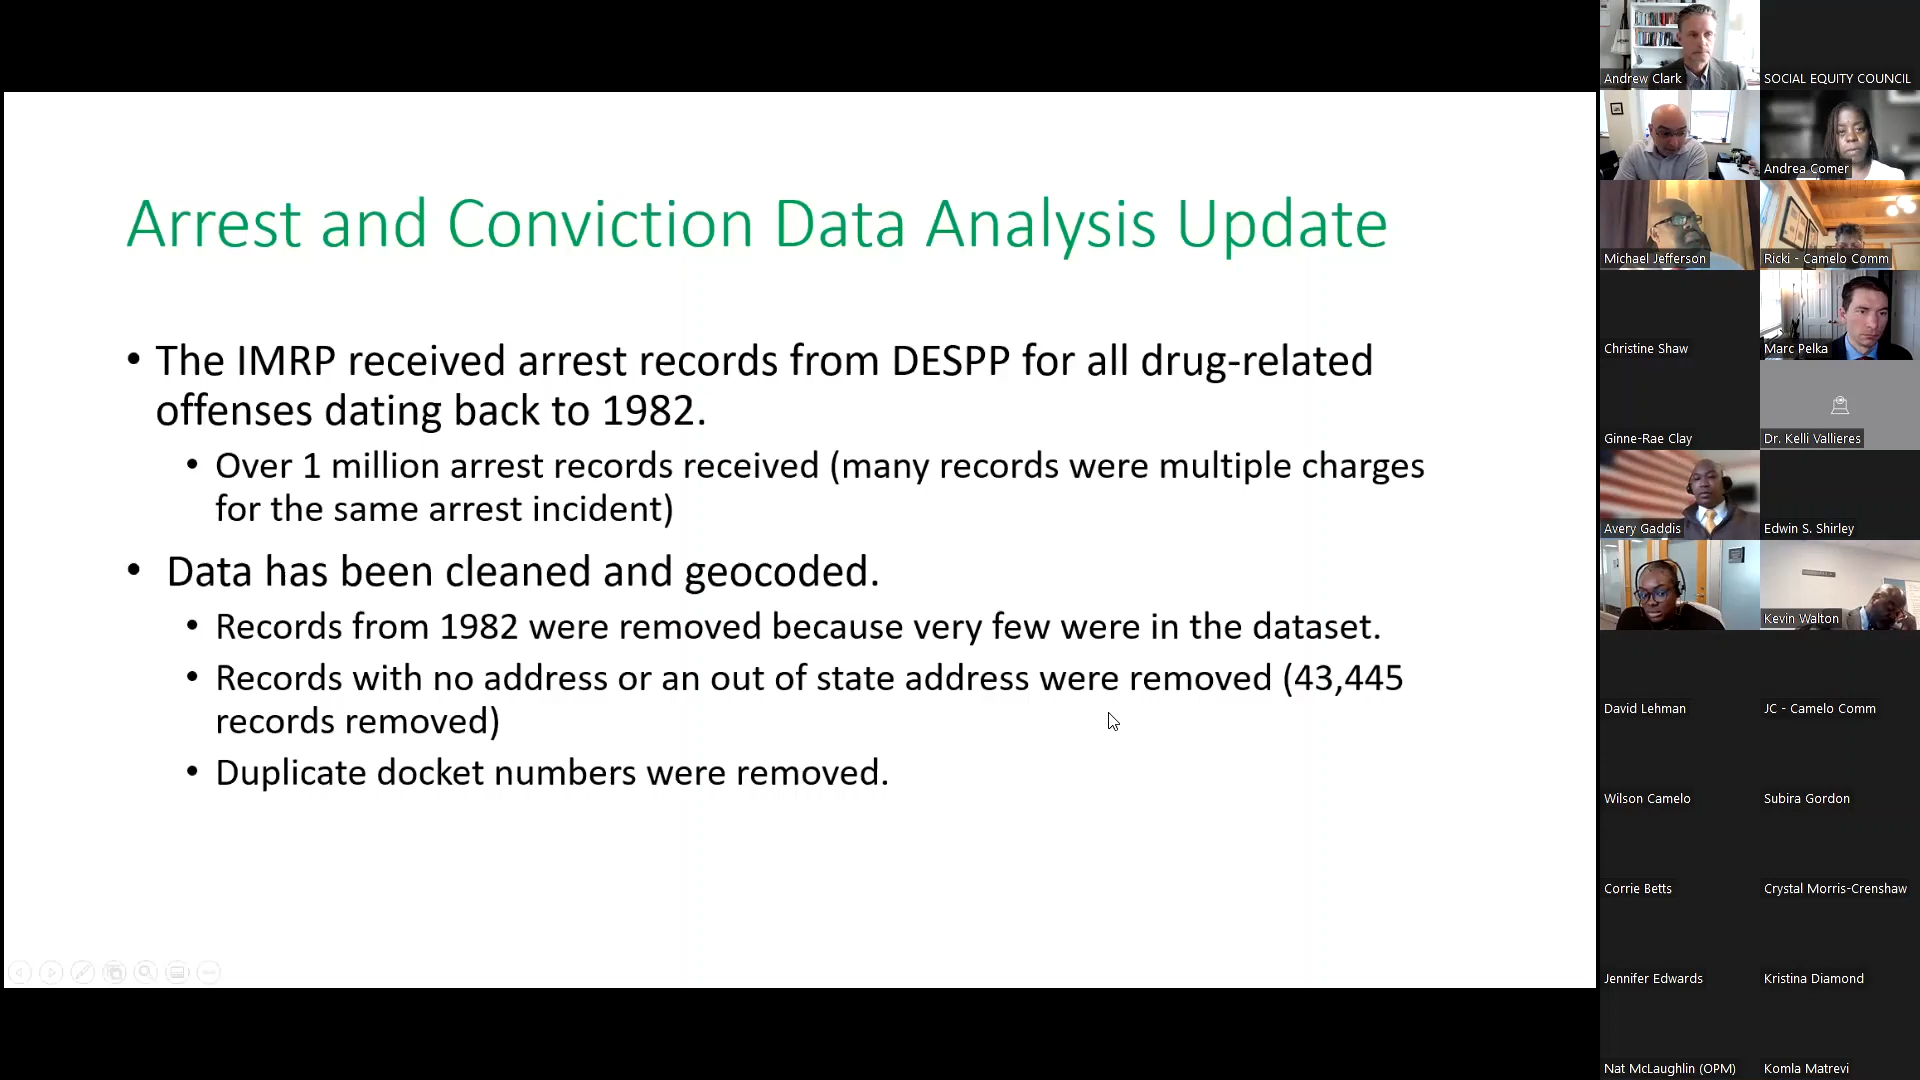 Arrest and Conviction Data Analysis Update
• The IMRP received arrest records from DESPP for all drug-related
offenses dating back to 1982.
• Over 1 million arrest records received (many records were multiple charges
for the same arrest incident)
• Data has been cleaned and geocoded.
• Records from 1982 were removed because very few were in the dataset.
• Records with no address or an out of state address were removed (43,445
records removed)
• Duplicate docket numbers were removed.
Andrew Clark
SOCIAL EQUITY COUNCIL
Andrea Comer
Michael Jefferson
Ricki - Camelo Comm
Christine Shaw
Marc Pelka
Ginne-Rae Clay
Dr. Kelli Vallieres
Avery Gaddis
Edwin S. Shirley
Kevin Walton
David Lehman
JC - Camelo Comm
Wilson Camelo
Subira Gordon
Corrie Betts
Crystal Morris-Crenshaw
Jennifer Edwards
Kristina Diamond
Nat McLaughlin (OPM)
Komla Matrevi